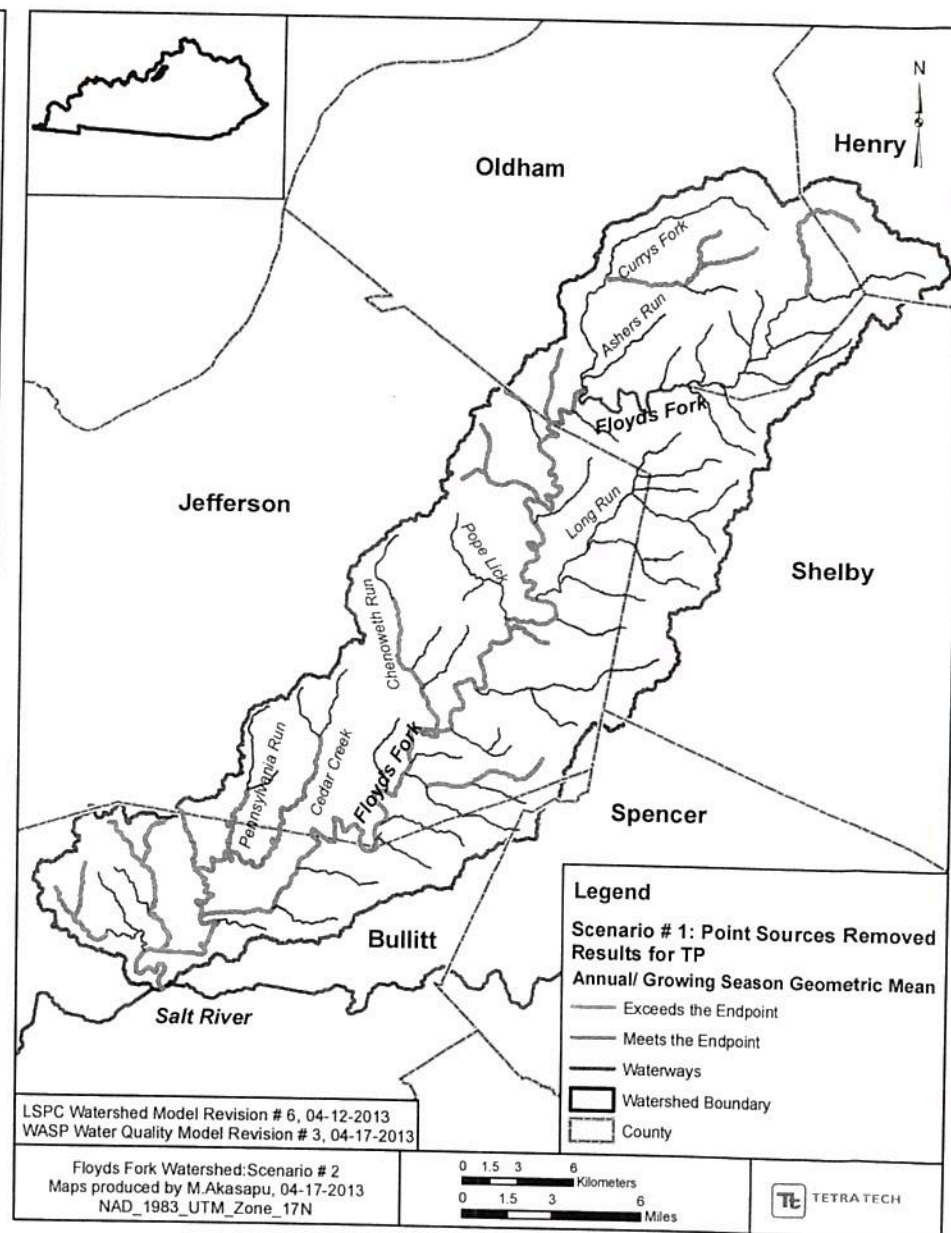 N
Henry
Oldham
Currys Fork
Ashers Run
Floyds Fork
Jefferson
Long Run
Pope Lick
Shelby
Chenoweth Run
Pennsylvania Run
Cedar Creek
Floyds Fork
Spencer
Bullitt
Salt River
Legend
Scenario # 1: Point Sources Removed
Results for TP
Annual/ Growing Season Geometric Mean
Exceeds the Endpoint
Meets the Endpoint
Waterways
Watershed Boundary
County
LSPC Watershed Model Revision # 6, 04-12-2013
WASP Water Quality Model Revision # 3, 04-17-2013
Floyds Fork Watershed:Scenario # 2
Maps produced by M.Akasapu, 04-17-2013
NAD_1983_UTM_Zone_17N
0 1.5 3 6
Kilometers
0 1.5 3 6
Miles
Tt TETRA TECH